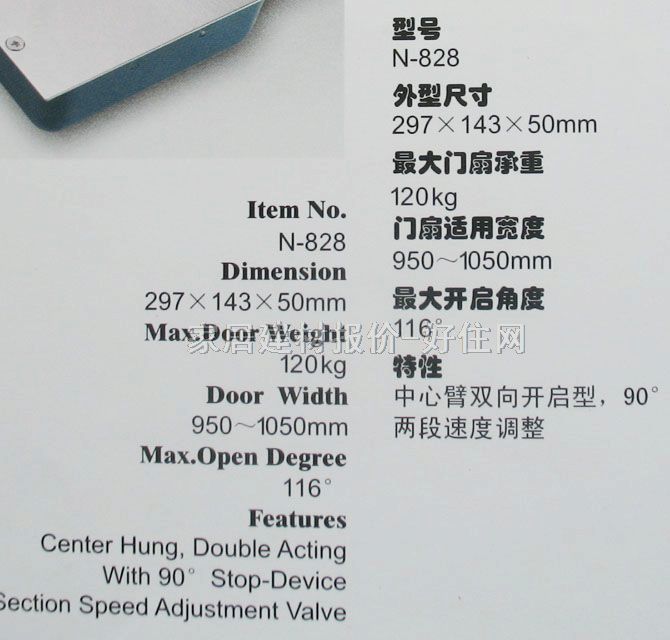 Item No.
N-828
Dimension
297×143×50mm
Max.Door Weight
120kg
Door Width
950～1050mm
Max.Open Degree
116°
Features
Center Hung, Double Acting
With 90° Stop-Device
Section Speed Adjustment Valve
型号
N-828
外型尺寸
297×143×50mm
最大门扇承重
120kg
门扇适用宽度
950～1050mm
最大开启角度
116°
特性
中心臂双向开启型，90°
两段速度调整
家居建材报价-好住网